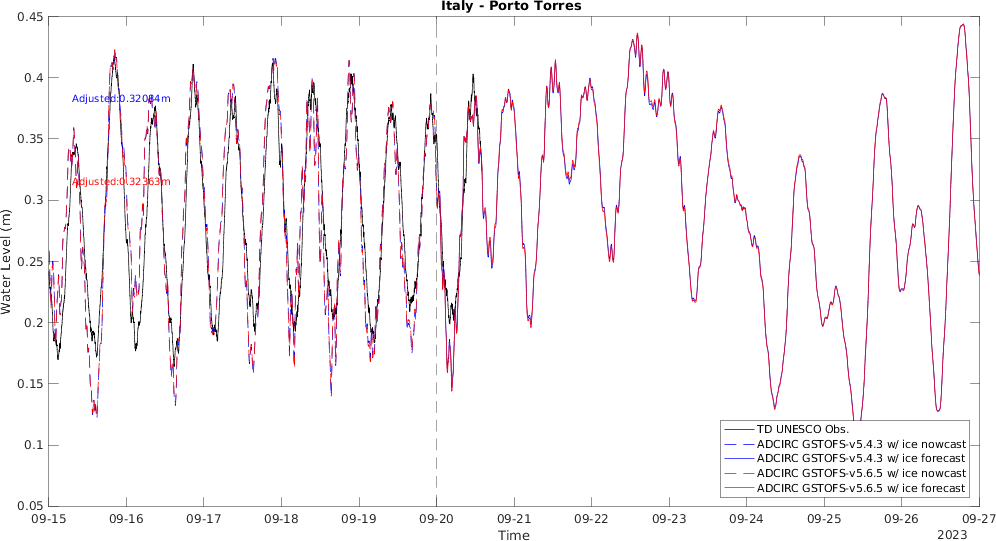 Italy - Porto Torres
Water Level (m)
0.45
0.4
0.35
0.3
0.25
0.2
0.15
0.1
0.05
Adjusted:0.32084m
Adjusted:0.32363m
TD UNESCO Obs.
ADCIRC GSTOFS-v5.4.3 w/ ice nowcast
ADCIRC GSTOFS-v5.4.3 w/ ice forecast
ADCIRC GSTOFS-v5.6.5 w/ ice nowcast
ADCIRC GSTOFS-v5.6.5 w/ ice forecast
09-15 09-16 09-17 09-18 09-19 09-20 09-21 09-22 09-23 09-24 09-25 09-26 09-27
Time
2023